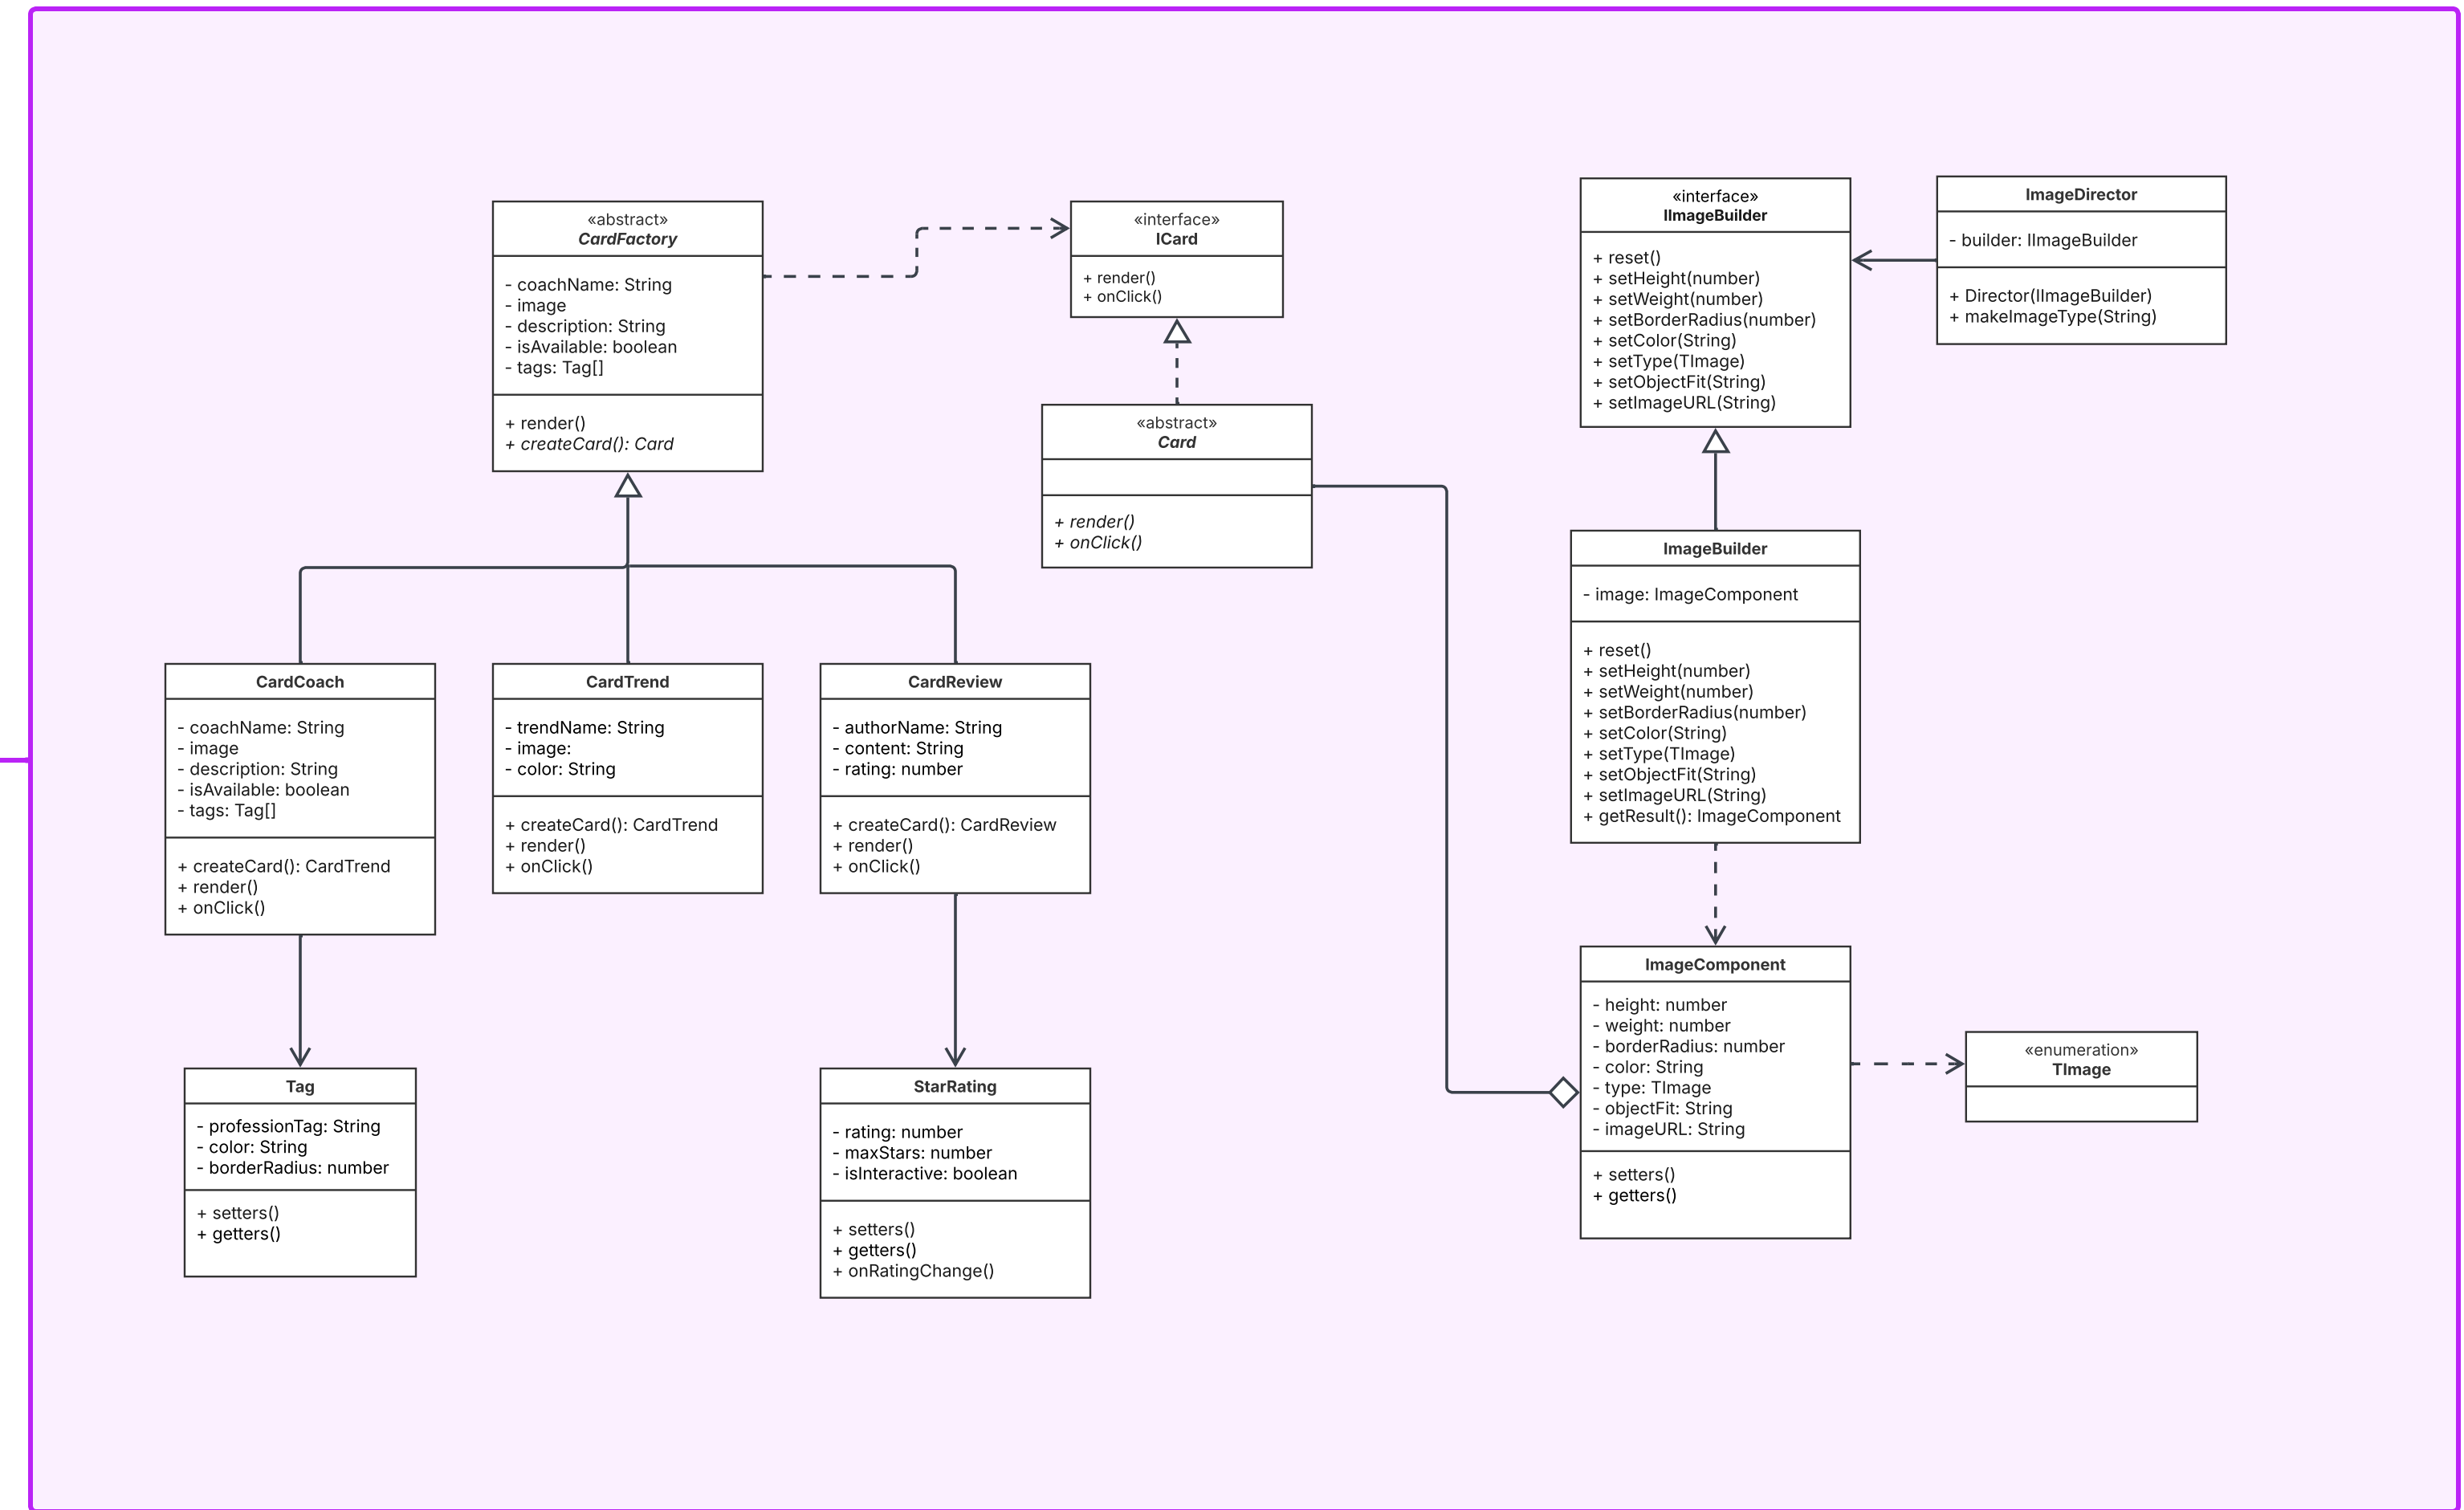 «abstract»
CardFactory
- coachName: String
- image
- description: String
- isAvailable: boolean
- tags: Tag[]
+ render()
+ createCard(): Card
«interface»
ICard
+ render()
+ onClick()
«abstract»
Card
+ render()
+ onClick()
«interface»
IImageBuilder
+ reset()
+ setHeight(number)
+ setWeight(number)
+ setBorderRadius(number)
+ setColor(String)
+ setType(TImage)
+ setObjectFit(String)
+ setImageURL(String)
ImageDirector
- builder: IImageBuilder
+ Director(IImageBuilder)
+ makeImageType(String)
ImageBuilder
- image: ImageComponent
+ reset()
+ setHeight(number)
+ setWeight(number)
+ setBorderRadius(number)
+ setColor(String)
+ setType(TImage)
+ setObjectFit(String)
+ setImageURL(String)
+ getResult(): ImageComponent
CardCoach
- coachName: String
- image
- description: String
- isAvailable: boolean
- tags: Tag[]
+ createCard(): CardTrend
+ render()
+ onClick()
CardTrend
- trendName: String
- image:
- color: String
+ createCard(): CardTrend
+ render()
+ onClick()
CardReview
- authorName: String
- content: String
- rating: number
+ createCard(): CardReview
+ render()
+ onClick()
Tag
- professionTag: String
- color: String
- borderRadius: number
+ setters()
+ getters()
StarRating
- rating: number
- maxStars: number
- isInteractive: boolean
+ setters()
+ getters()
+ onRatingChange()
ImageComponent
- height: number
- weight: number
- borderRadius: number
- color: String
- type: TImage
- objectFit: String
- imageURL: String
+ setters()
+ getters()
«enumeration»
TImage